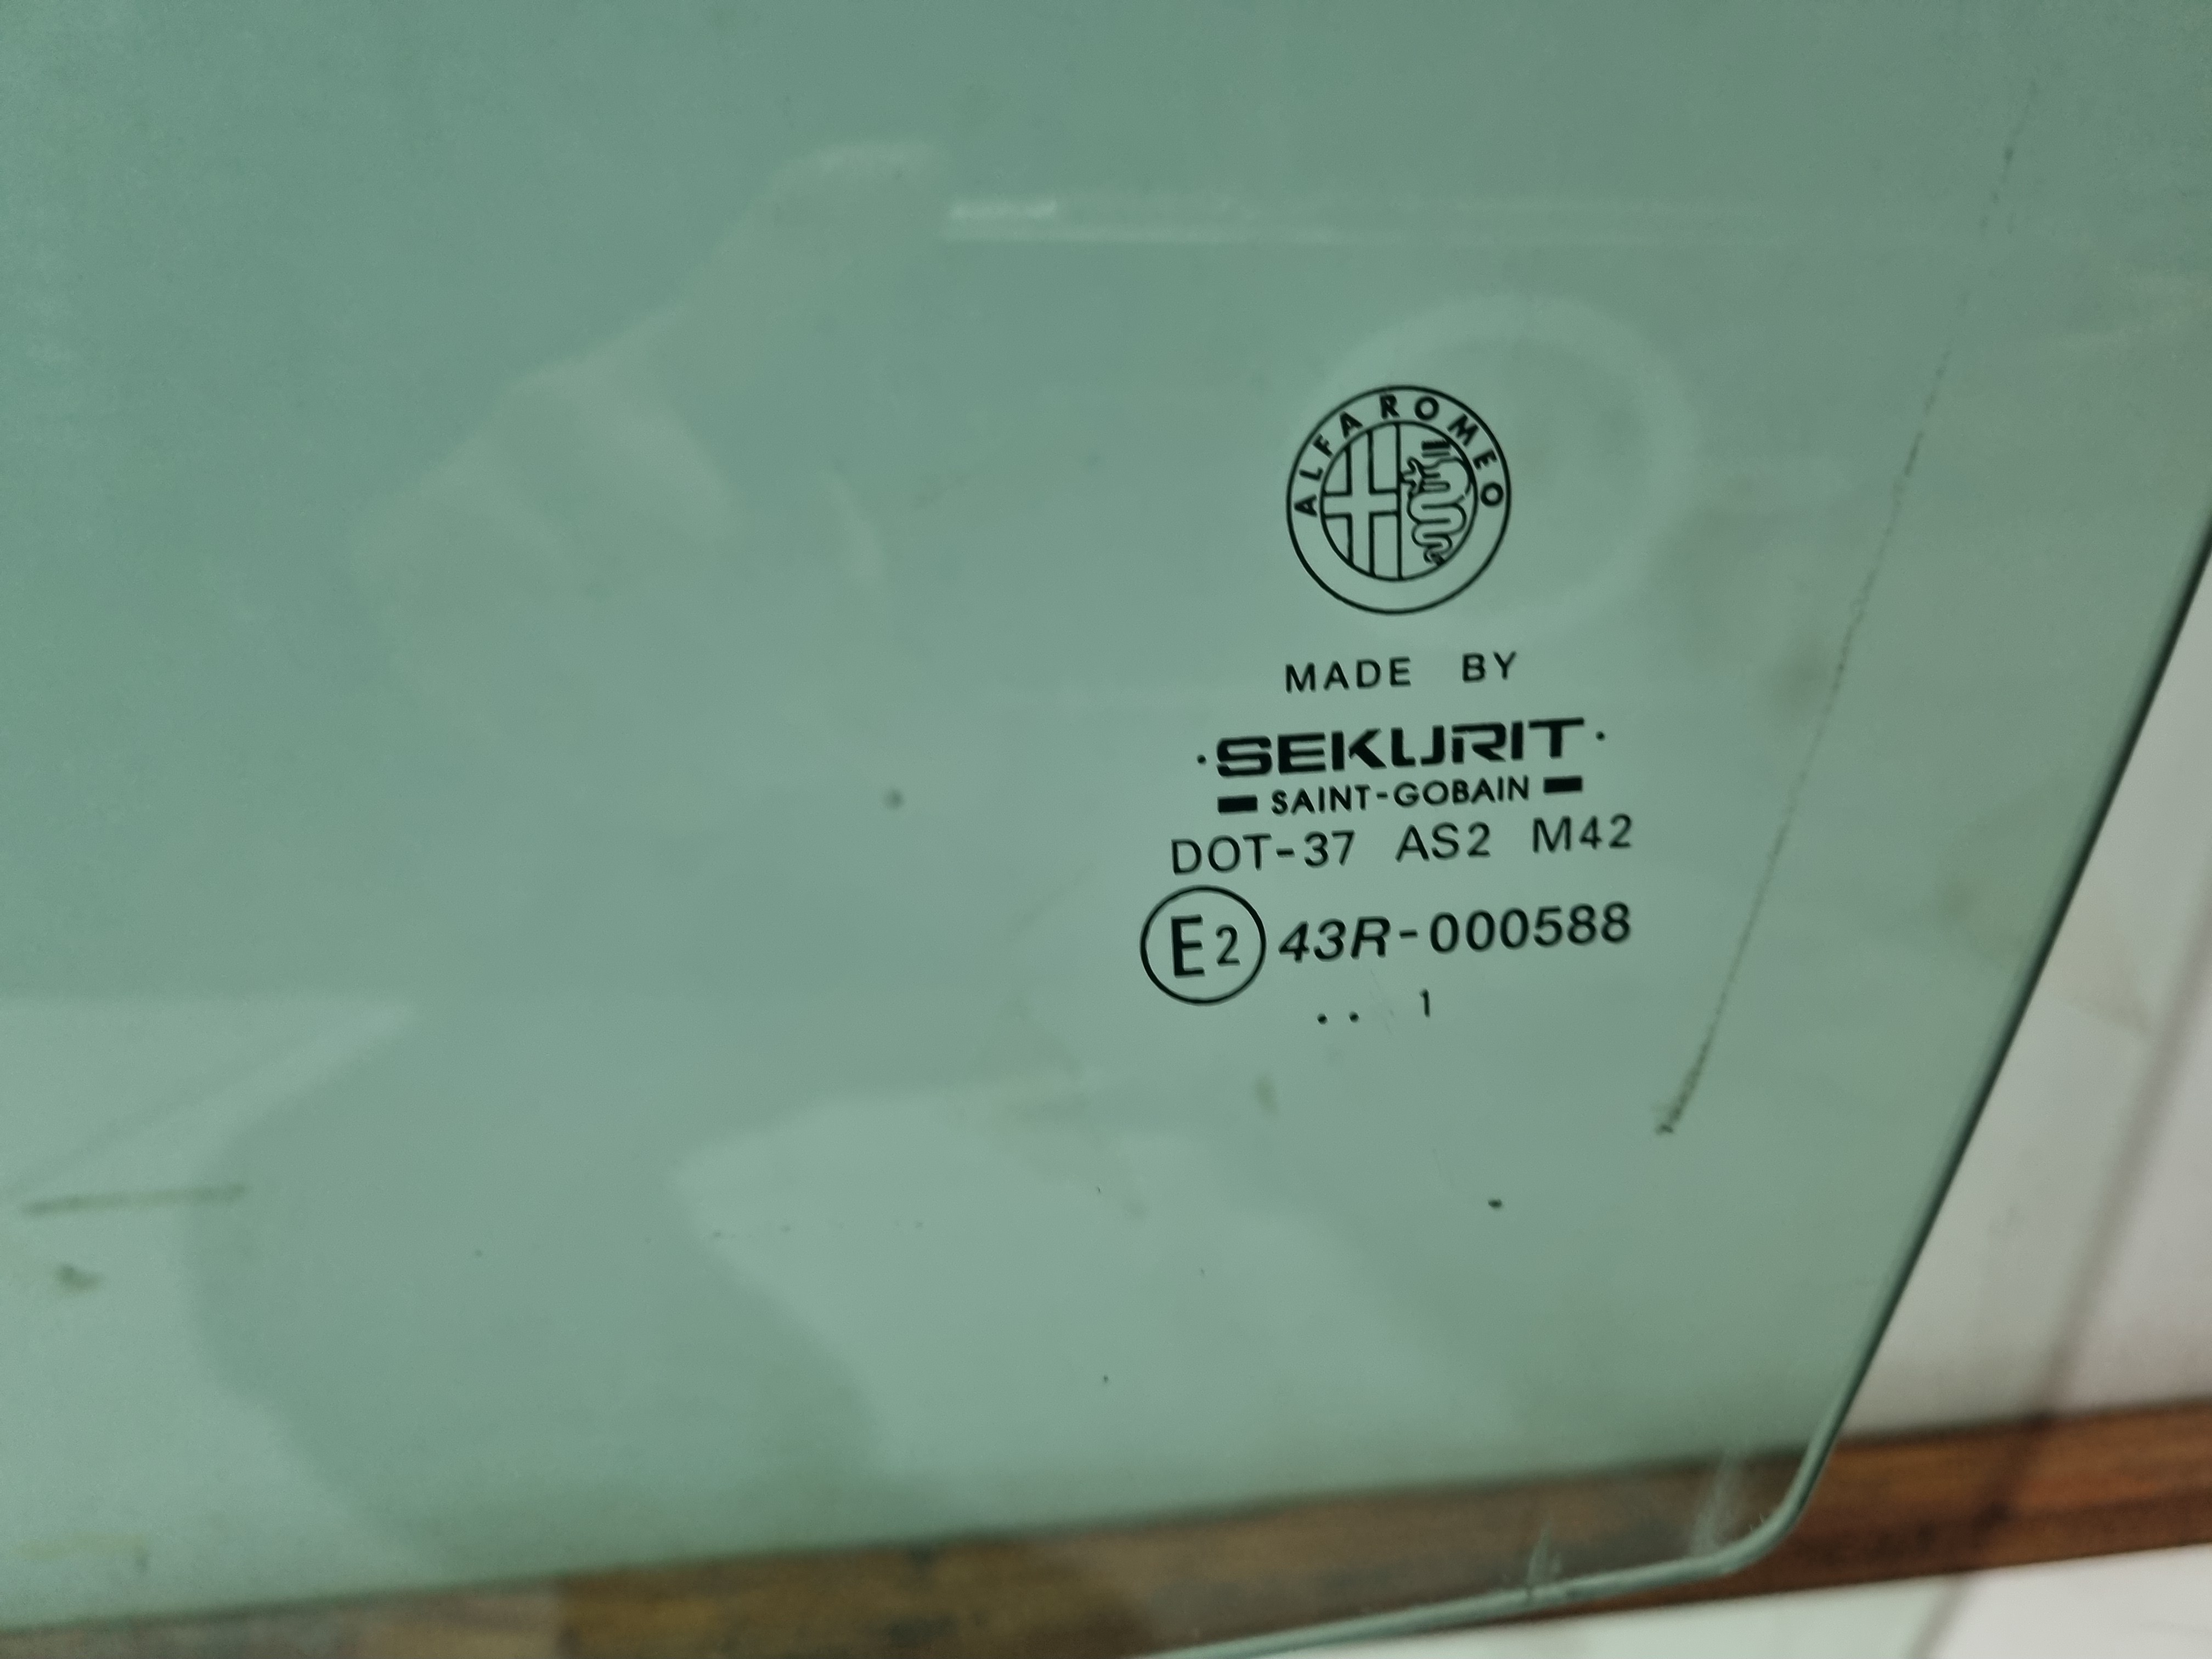 ALFA ROMEO
MADE BY
·SEKURIT·
SAINT-GOBAIN
DOT-37 AS2 M42
E2 43R-000588
.. 1